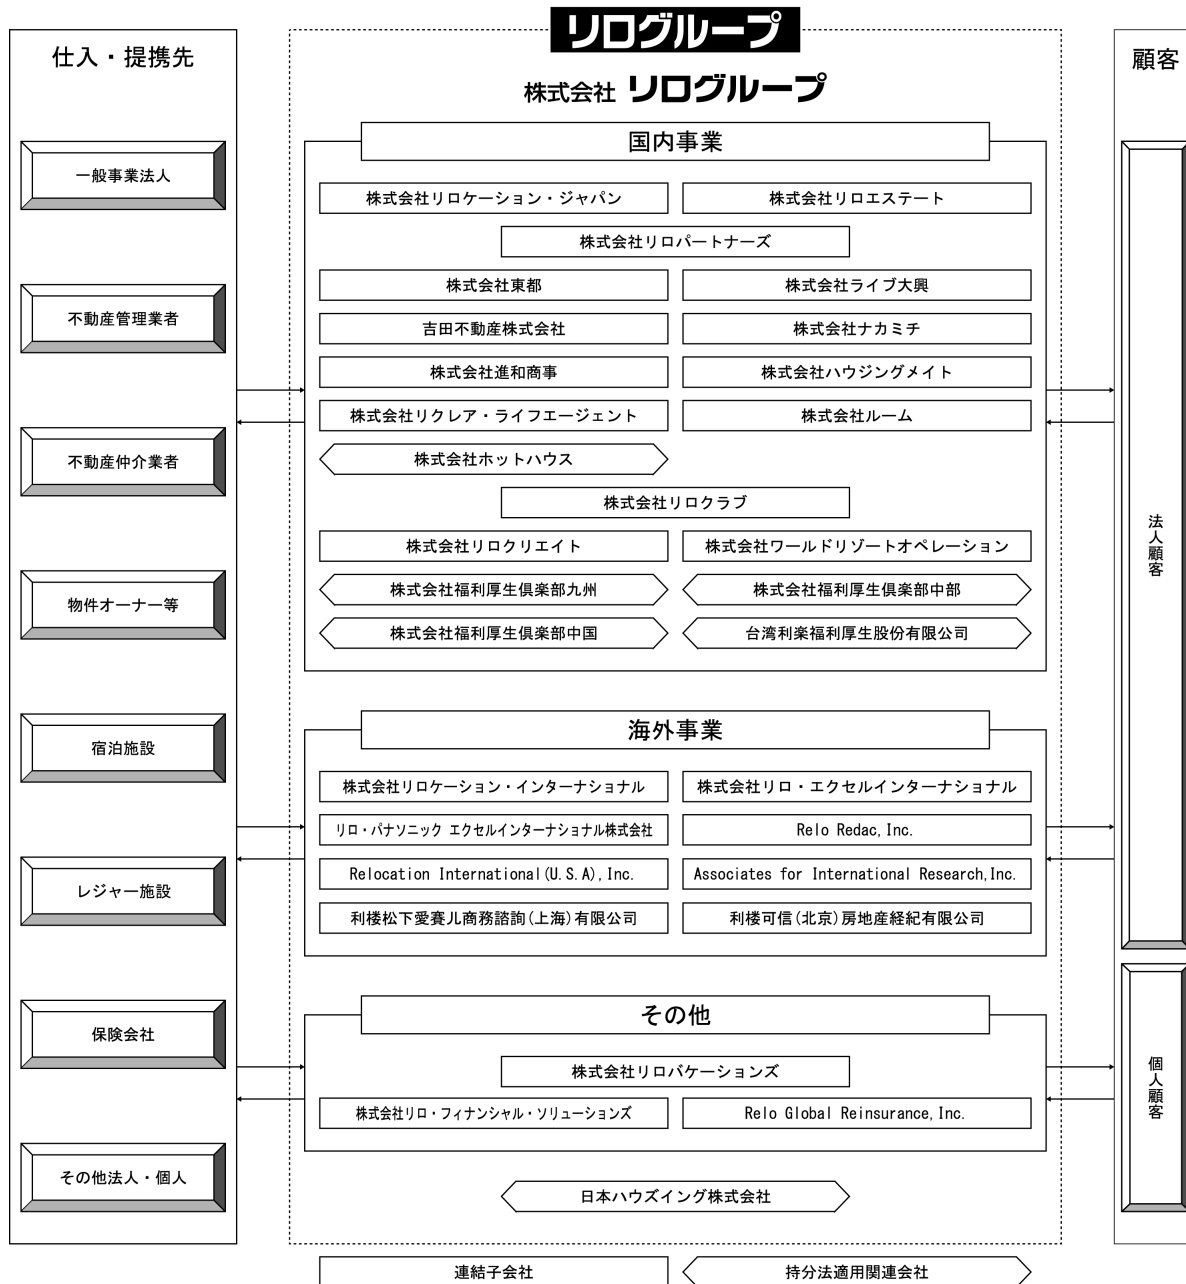 仕入・提携先
一般事業法人
不動産管理業者
不動産仲介業者
物件オーナー等
宿泊施設
レジャー施設
保険会社
その他法人・個人
リログループ
株式会社 リログループ
国内事業
株式会社リロケーション・ジャパン
株式会社リロエステート
株式会社リロパートナーズ
株式会社東都
株式会社ライブ大興
吉田不動産株式会社
株式会社ナカミチ
株式会社進和商事
株式会社ハウジングメイト
株式会社リクレア・ライフエージェント
株式会社ルーム
株式会社ホットハウス
株式会社リロクラブ
株式会社リロクリエイト
株式会社ワールドリゾートオペレーション
株式会社福利厚生倶楽部九州
株式会社福利厚生倶楽部中部
株式会社福利厚生倶楽部中国
台湾利楽福利厚生股份有限公司
海外事業
株式会社リロケーション・インターナショナル
株式会社リロ・エクセルインターナショナル
リロ・パナソニック エクセルインターナショナル株式会社
Relo Redac, Inc.
Relocation International(U.S.A), Inc.
Associates for International Research, Inc.
利楼松下愛賽儿商務諮詢(上海)有限公司
利楼可信(北京)房地産経紀有限公司
その他
株式会社リロバケーションズ
株式会社リロ・フィナンシャル・ソリューションズ
Relo Global Reinsurance, Inc.
日本ハウズイング株式会社
連結子会社
持分法適用関連会社
顧客
法人顧客
個人顧客